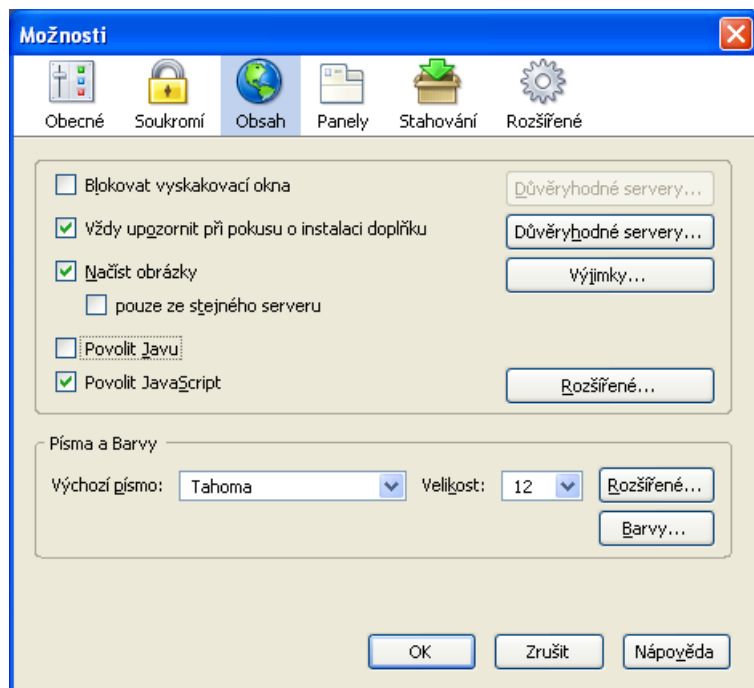 Možnosti
Obecné Soukromí Obsah Panely Stahování Rozšířené
Blokovat vyskakovací okna Důvěryhodné servery...
Vždy upozornit při pokusu o instalaci doplňku Důvěryhodné servery...
Načíst obrázky Výjimky...
pouze ze stejného serveru
Povolit Javu
Povolit JavaScript Rozšířené...
Písma a Barvy
Výchozí písmo: Tahoma Velikost: 12 Rozšířené...
Barvy...
OK Zrušit Nápověda